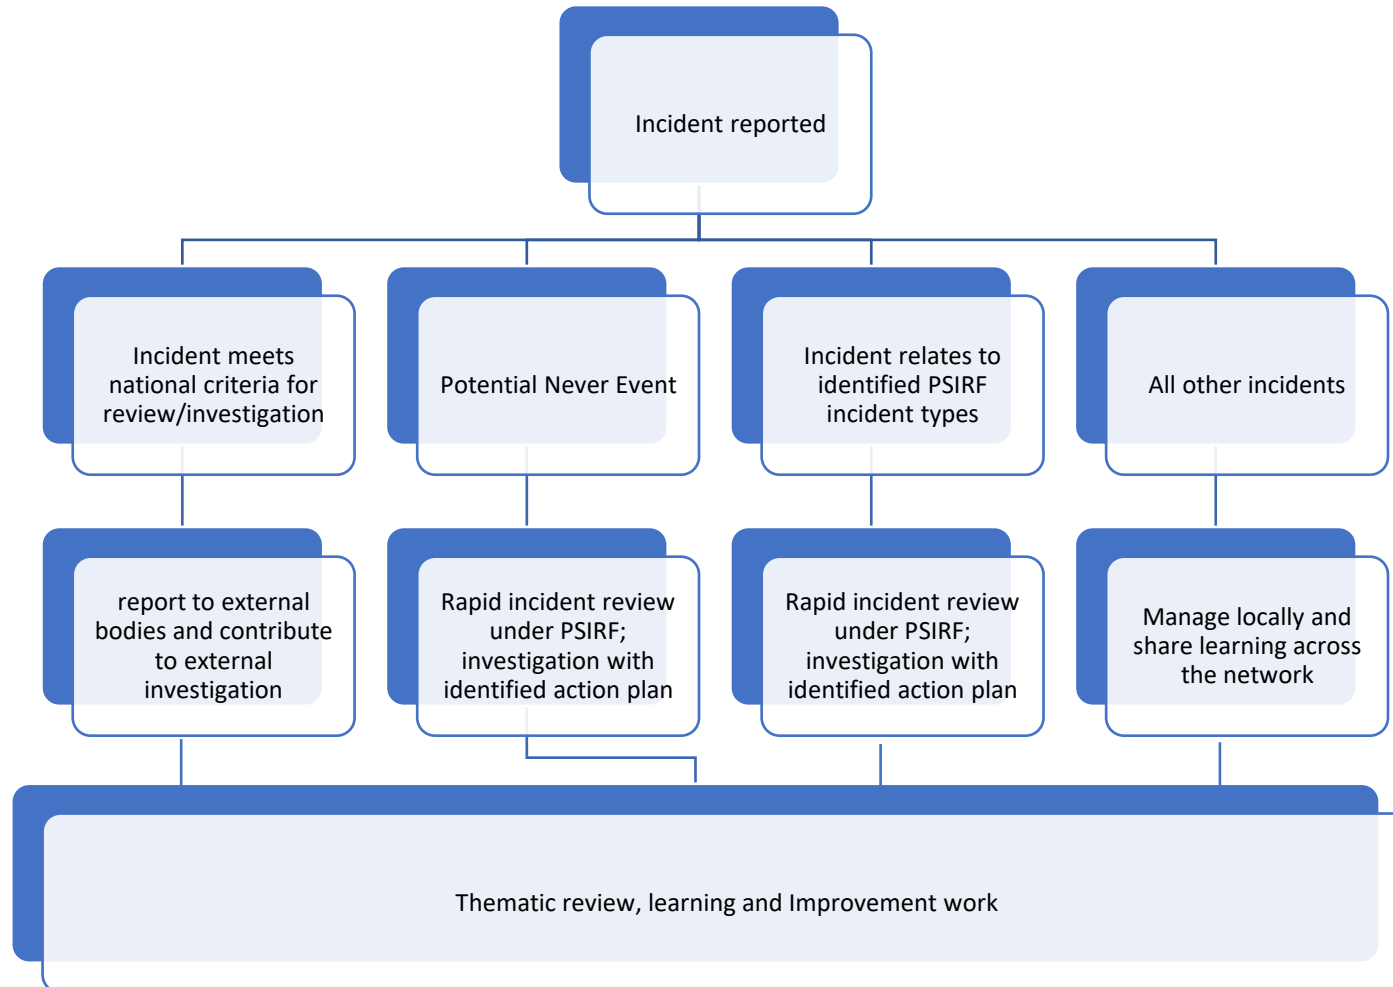 Incident reported
Incident meets
national criteria for
review/investigation
Potential Never Event
Incident relates to
identified PSIRF
incident types
All other incidents
report to external
bodies and contribute
to external
investigation
Rapid incident review
under PSIRF;
investigation with
identified action plan
Rapid incident review
under PSIRF;
investigation with
identified action plan
Manage locally and
share learning across
the network
Thematic review, learning and Improvement work